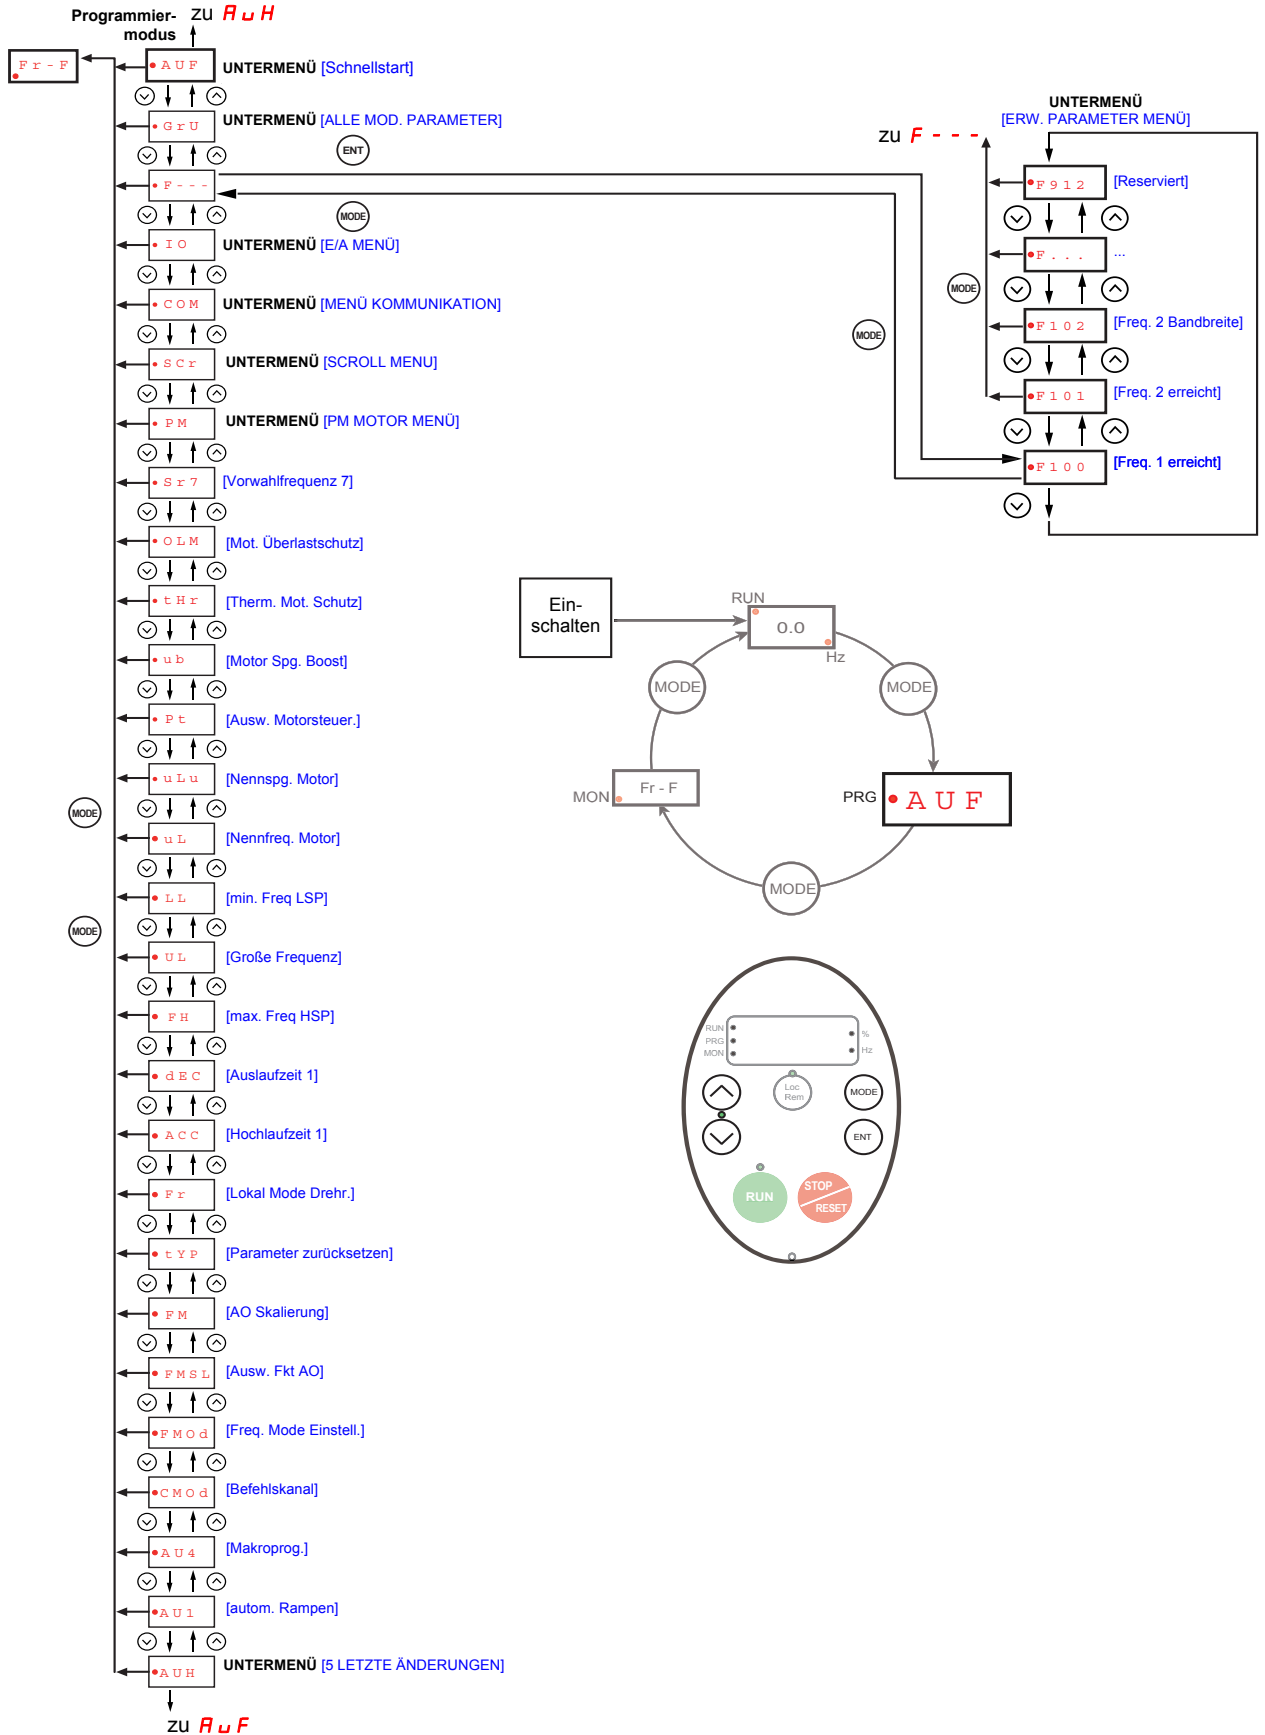 Programmier-
modus
zu AuH
Fr-F
AUF
UNTERMENÜ [Schnellstart]
GrU
UNTERMENÜ [ALLE MOD. PARAMETER]
ENT
F---
MODE
IO
UNTERMENÜ [E/A MENÜ]
COM
UNTERMENÜ [MENÜ KOMMUNIKATION]
SCr
UNTERMENÜ [SCROLL MENU]
PM
UNTERMENÜ [PM MOTOR MENÜ]
Sr7
[Vorwahlfrequenz 7]
OLM
[Mot. Überlastschutz]
tHr
[Therm. Mot. Schutz]
ub
[Motor Spg. Boost]
Pt
[Ausw. Motorsteuer.]
uLu
[Nennspg. Motor]
MODE
uL
[Nennfreq. Motor]
LL
[min. Freq LSP]
MODE
UL
[Große Frequenz]
FH
[max. Freq HSP]
dEC
[Auslaufzeit 1]
ACC
[Hochlaufzeit 1]
Fr
[Lokal Mode Drehr.]
tYP
[Parameter zurücksetzen]
FM
[AO Skalierung]
FMSL
[Ausw. Fkt AO]
FMOd
[Freq. Mode Einstell.]
CMOd
[Befehlskanal]
AU4
[Makroprog.]
AU1
[autom. Rampen]
AUH
UNTERMENÜ [5 LETZTE ÄNDERUNGEN]
zu AuF
UNTERMENÜ
[ERW. PARAMETER MENÜ]
zu F---
F912
[Reserviert]
F...
...
MODE
F102
[Freq. 2 Bandbreite]
MODE
F101
[Freq. 2 erreicht]
F100
[Freq. 1 erreicht]
Ein-
schalten
RUN
0.0
Hz
MODE
MODE
MON
Fr - F
PRG
AUF
MODE
RUN
PRG
MON
%
Hz
Loc
Rem
MODE
ENT
RUN
STOP
RESET